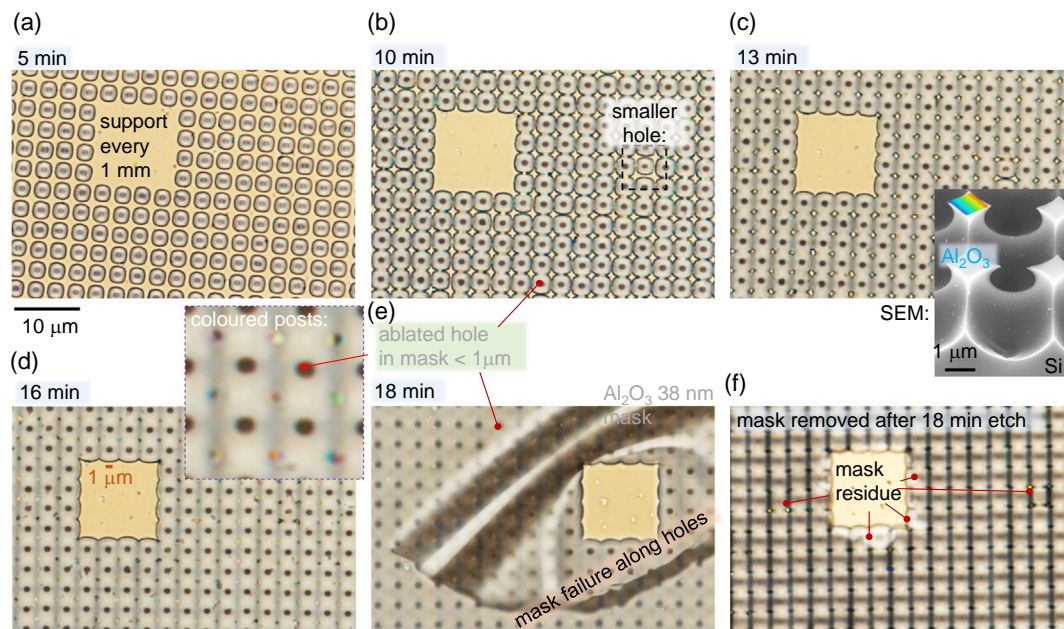 (a)
5 min
support
every
1 mm
10 μm
(b)
10 min
smaller
hole:
(c)
13 min
Al₂O₃
SEM:
1 μm
Si
(d)
16 min
1 μm
coloured posts:
(e)
ablated hole
in mask < 1μm
18 min
Al₂O₃ 38 nm
mask
mask failure along holes
(f)
mask removed after 18 min etch
mask
residue